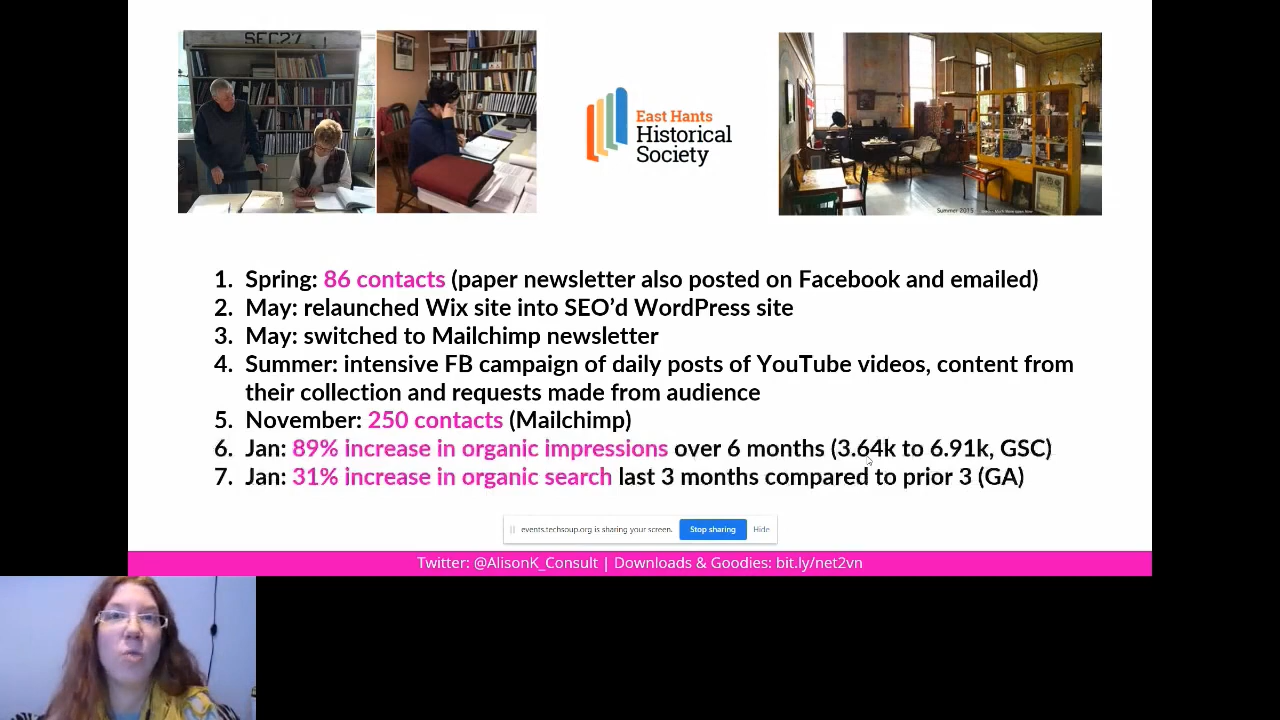 SEC27
East Hants
Historical
Society
Summer 2015
1. Spring: 86 contacts (paper newsletter also posted on Facebook and emailed)
2. May: relaunched Wix site into SEO’d WordPress site
3. May: switched to Mailchimp newsletter
4. Summer: intensive FB campaign of daily posts of YouTube videos, content from
their collection and requests made from audience
5. November: 250 contacts (Mailchimp)
6. Jan: 89% increase in organic impressions over 6 months (3.64k to 6.91k, GSC)
7. Jan: 31% increase in organic search last 3 months compared to prior 3 (GA)
events.techsoup.org is sharing your screen. Stop sharing Hide
Twitter: @AlisonK_Consult | Downloads & Goodies: bit.ly/net2vn